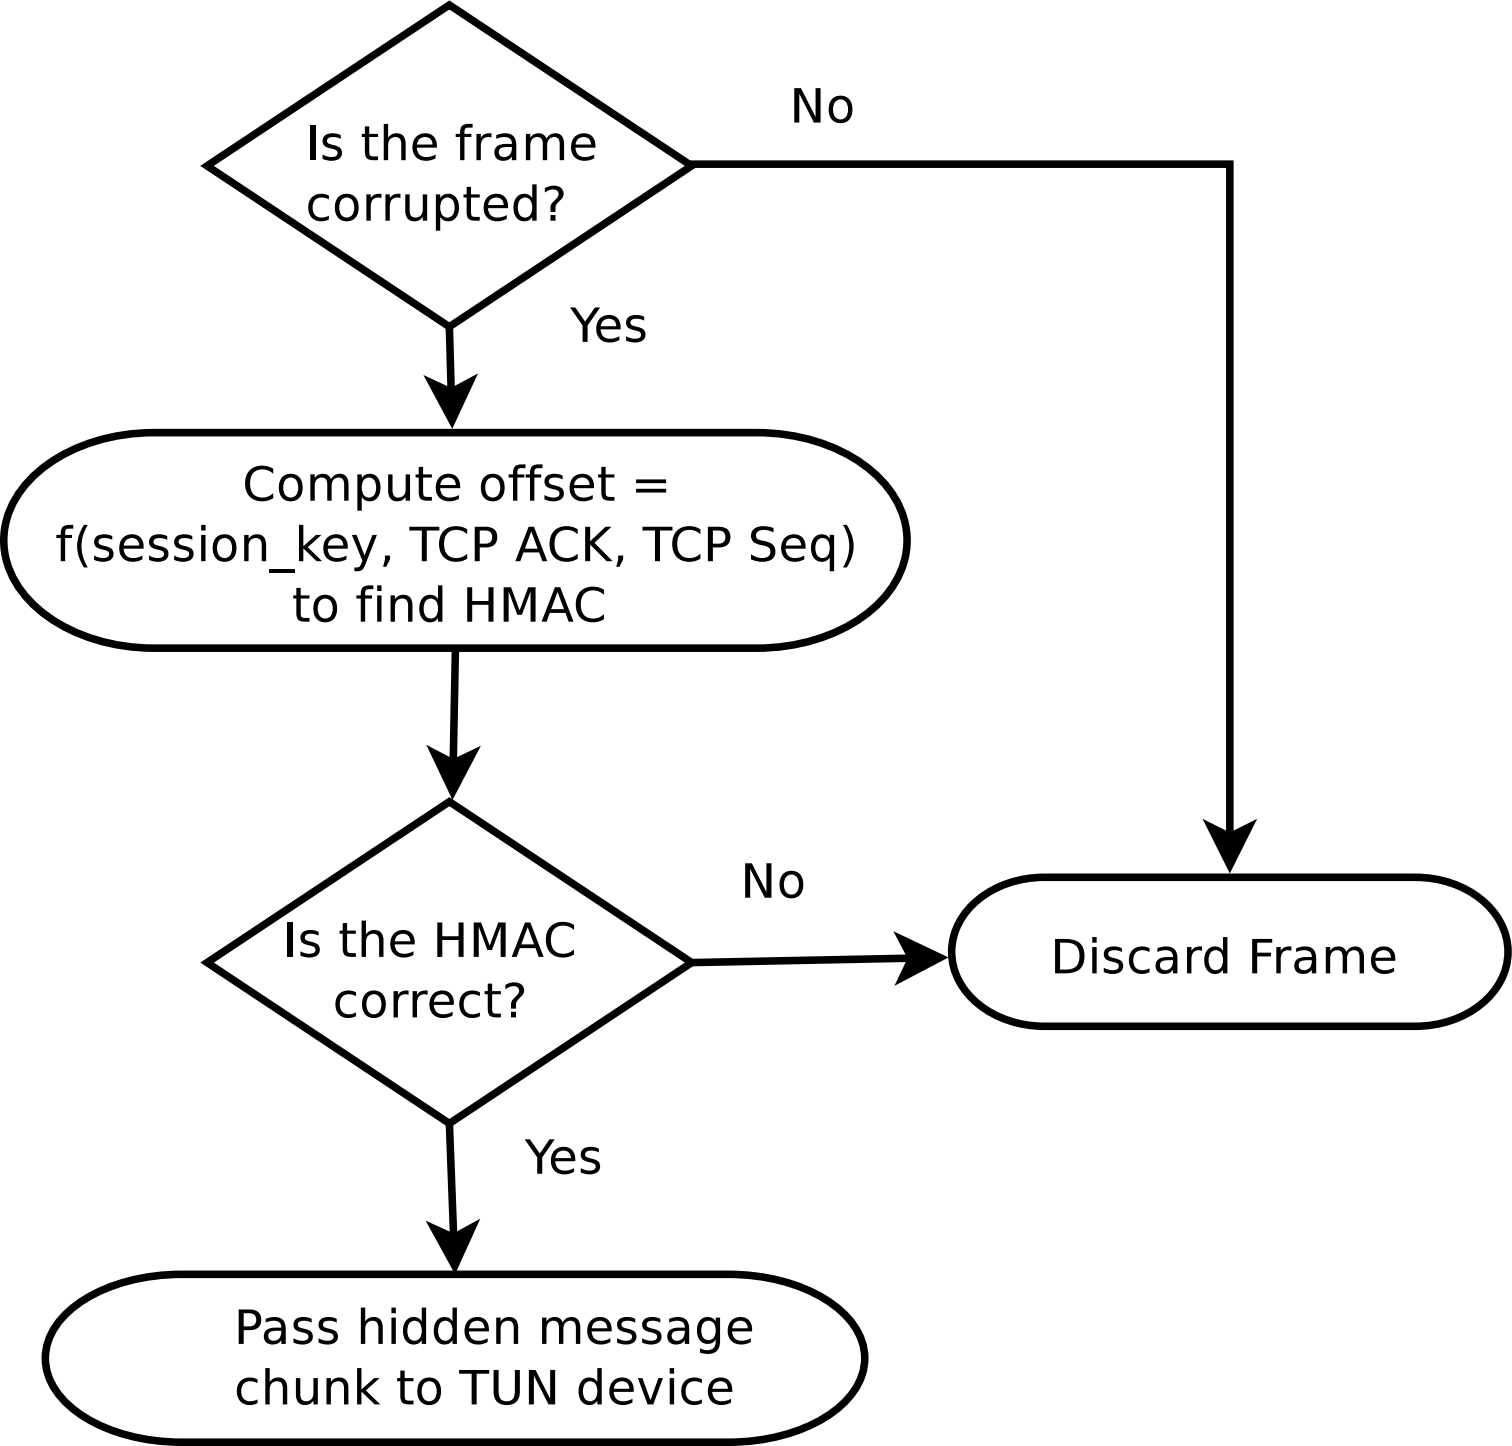 No
Is the frame
corrupted?
Yes
Compute offset =
f(session_key, TCP ACK, TCP Seq)
to find HMAC
No
Is the HMAC
correct?
Discard Frame
Yes
Pass hidden message
chunk to TUN device